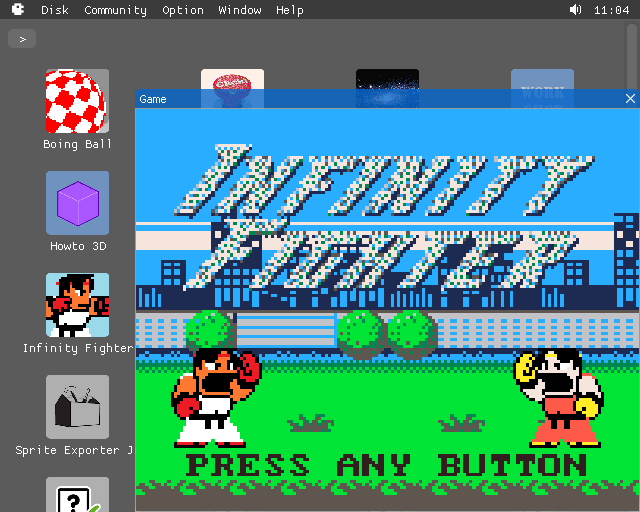 Disk Community Option Window Help 11:04
>
Boing Ball
Howto 3D
Infinity Fighter
Sprite Exporter J
?
WORK
Game
INFINITY
FIGHTER
PRESS ANY BUTTON